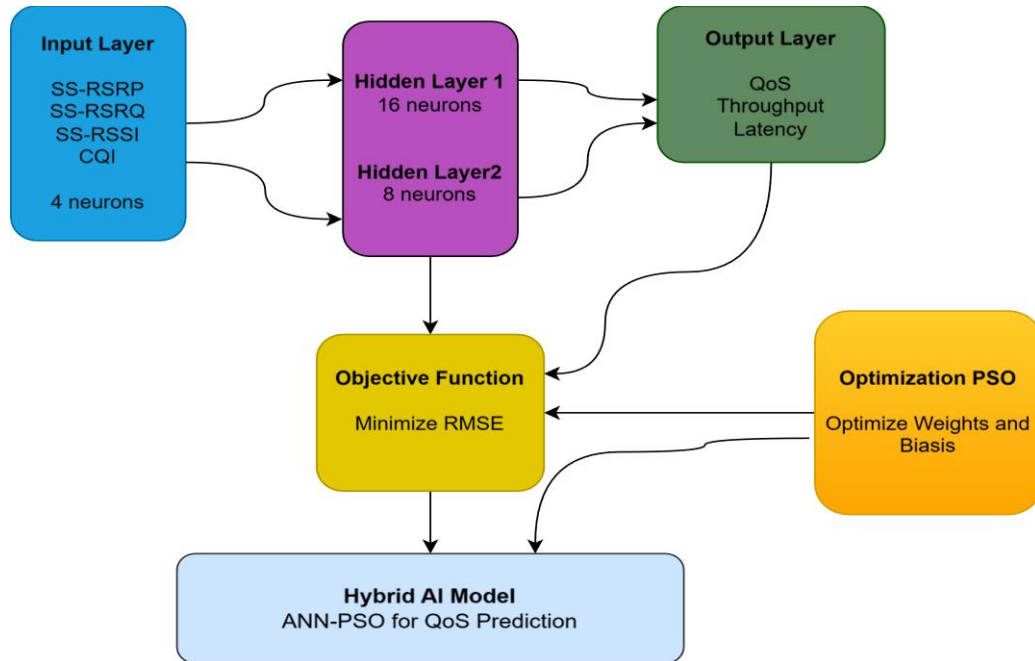 Input Layer
SS-RSRP
SS-RSRQ
SS-RSSI
CQI
4 neurons
Hidden Layer 1
16 neurons
Hidden Layer2
8 neurons
Output Layer
QoS
Throughput
Latency
Objective Function
Minimize RMSE
Optimization PSO
Optimize Weights and
Biasis
Hybrid AI Model
ANN-PSO for QoS Prediction